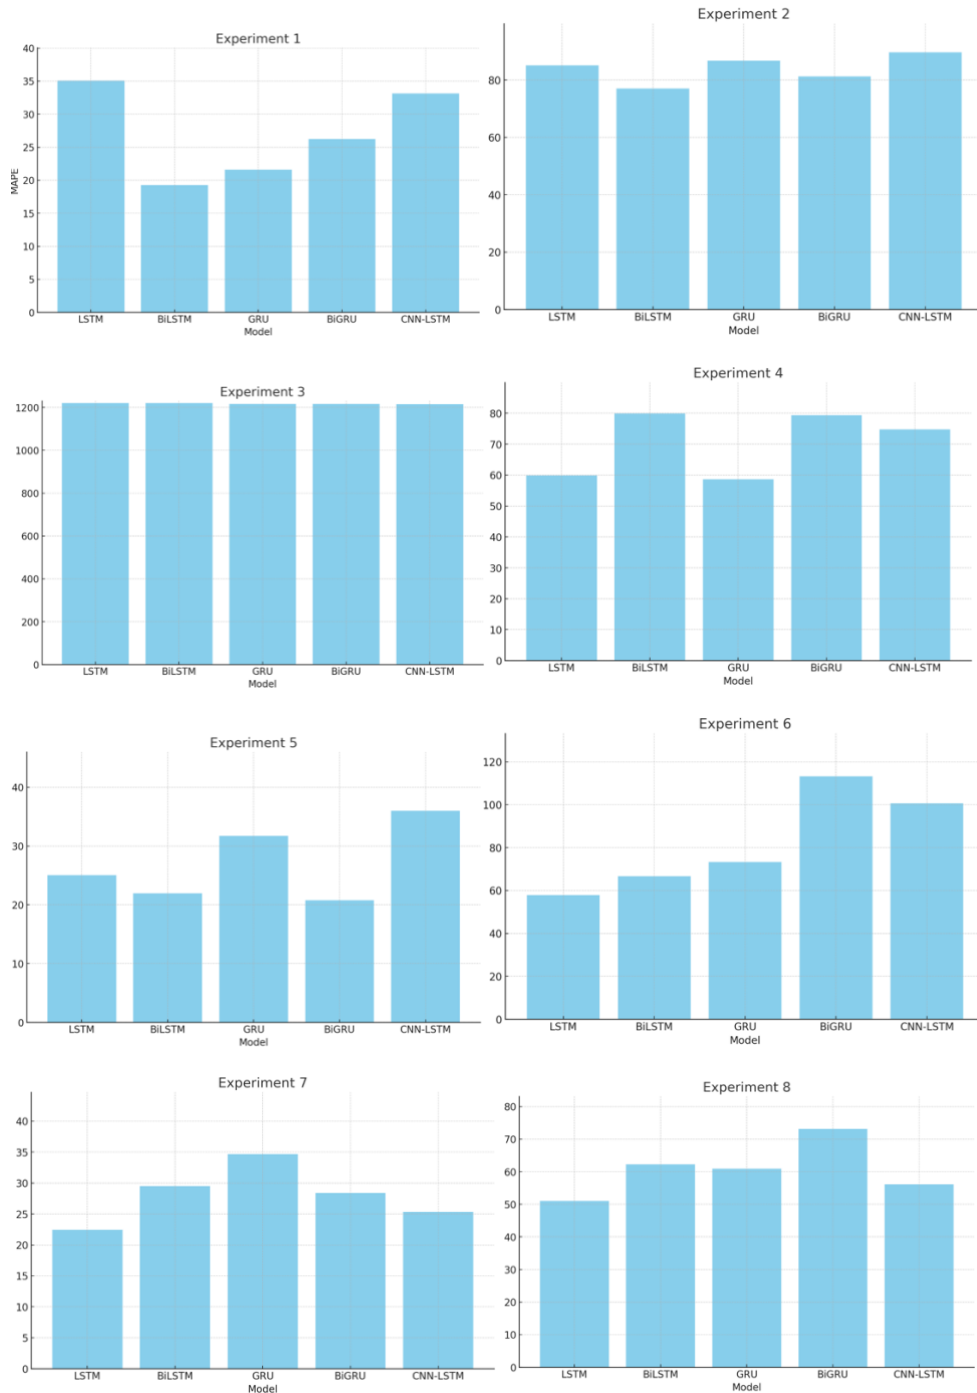 Experiment 1
40
35
30
25
20
15
10
5
0
MAPE
LSTM BiLSTM GRU BiGRU CNN-LSTM
Model
Experiment 2
80
60
40
20
0
LSTM BiLSTM GRU BiGRU CNN-LSTM
Model
Experiment 3
1200
1000
800
600
400
200
0
LSTM BiLSTM GRU BiGRU CNN-LSTM
Model
Experiment 4
80
70
60
50
40
30
20
10
0
LSTM BiLSTM GRU BiGRU CNN-LSTM
Model
Experiment 5
40
30
20
10
0
LSTM BiLSTM GRU BiGRU CNN-LSTM
Model
Experiment 6
120
100
80
60
40
20
0
LSTM BiLSTM GRU BiGRU CNN-LSTM
Model
Experiment 7
40
35
30
25
20
15
10
5
0
LSTM BiLSTM GRU BiGRU CNN-LSTM
Model
Experiment 8
80
70
60
50
40
30
20
10
0
LSTM BiLSTM GRU BiGRU CNN-LSTM
Model